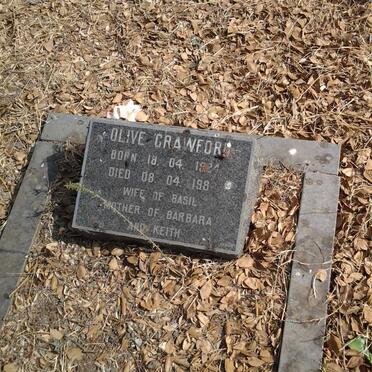 OLIVE CRAWFORD
BORN 18 04
DIED 08 04
WIFE OF BASIL
MOTHER OF BARBARA
AND KEITH